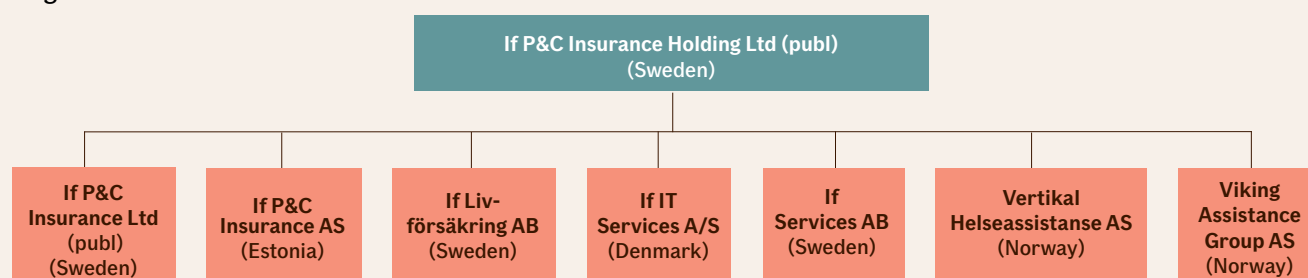 If P&C Insurance Holding Ltd (publ)
(Sweden)
If P&C
Insurance Ltd
(publ)
(Sweden)
If P&C
Insurance AS
(Estonia)
If Liv-
försäkring AB
(Sweden)
If IT
Services A/S
(Denmark)
If
Services AB
(Sweden)
Vertikal
Helseassistanse AS
(Norway)
Viking
Assistance
Group AS
(Norway)